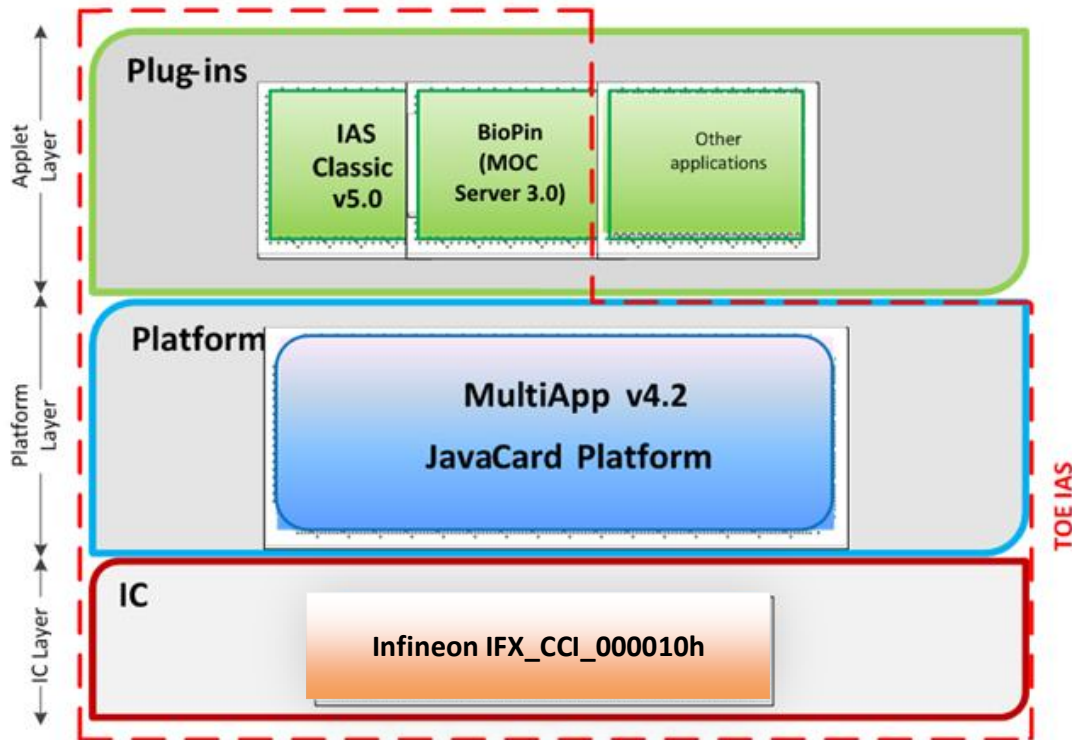 Applet
Layer
Plug-ins
IAS
Classic
v5.0
BioPin
(MOC
Server 3.0)
Other
applications
Platform
Layer
Platform
MultiApp v4.2
JavaCard Platform
TOE IAS
IC Layer
IC
Infineon IFX_CCI_000010h